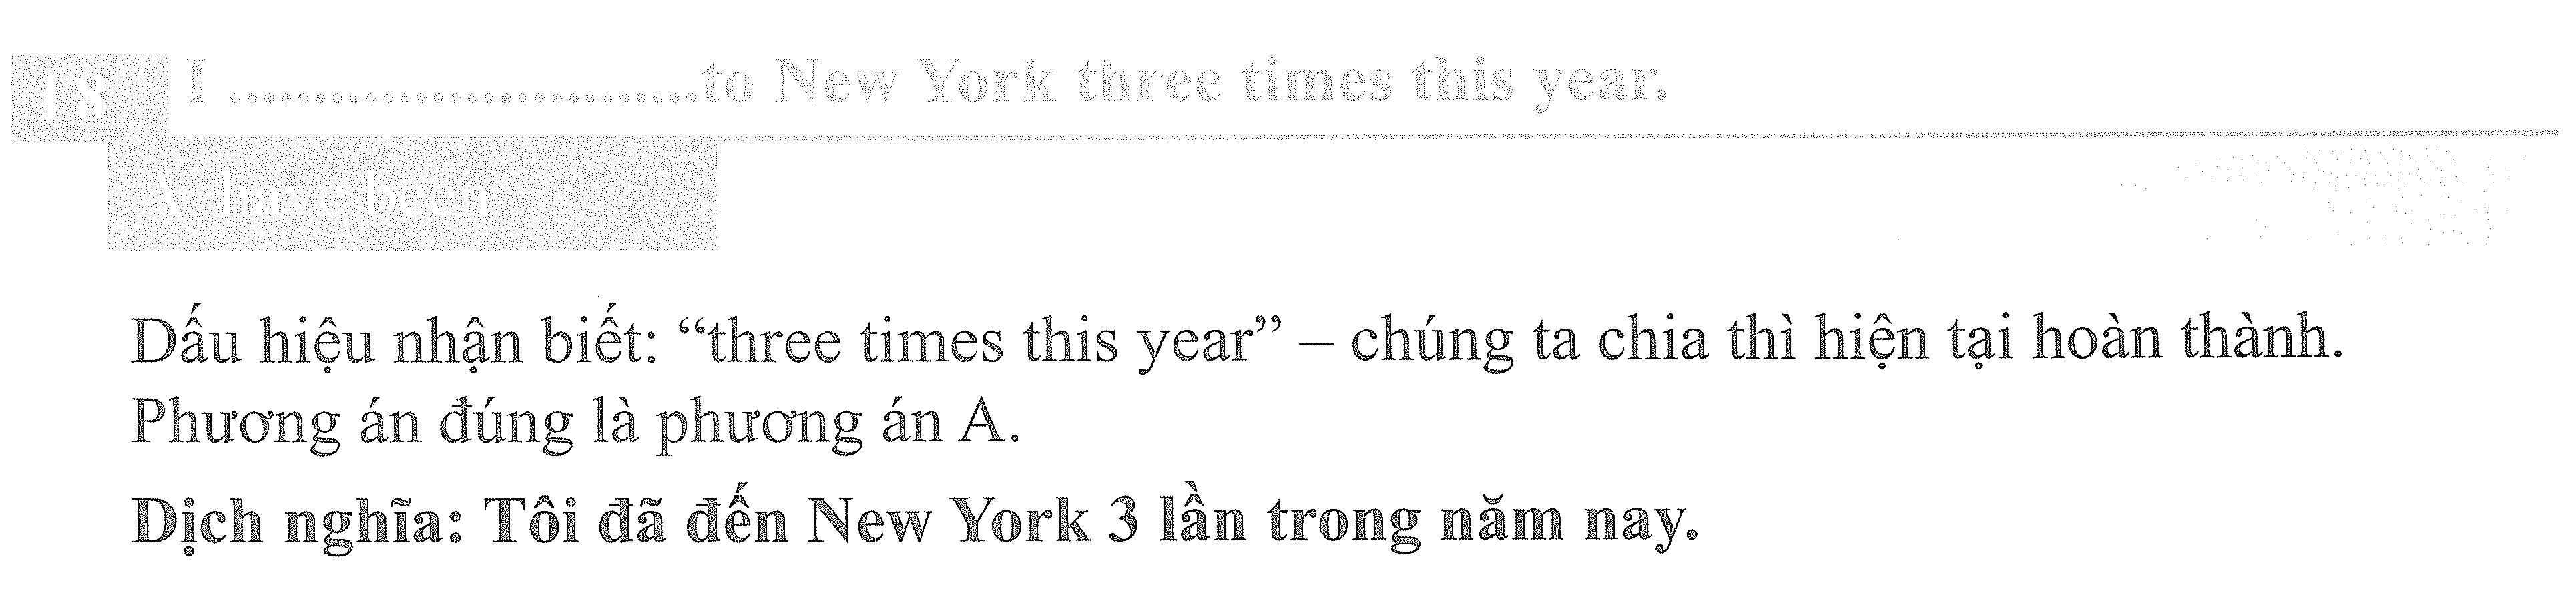 18 I ............................to New York three times this year.
A. have been
Dấu hiệu nhận biết: “three times this year” – chúng ta chia thì hiện tại hoàn thành.
Phương án đúng là phương án A.
Dịch nghĩa: Tôi đã đến New York 3 lần trong năm nay.